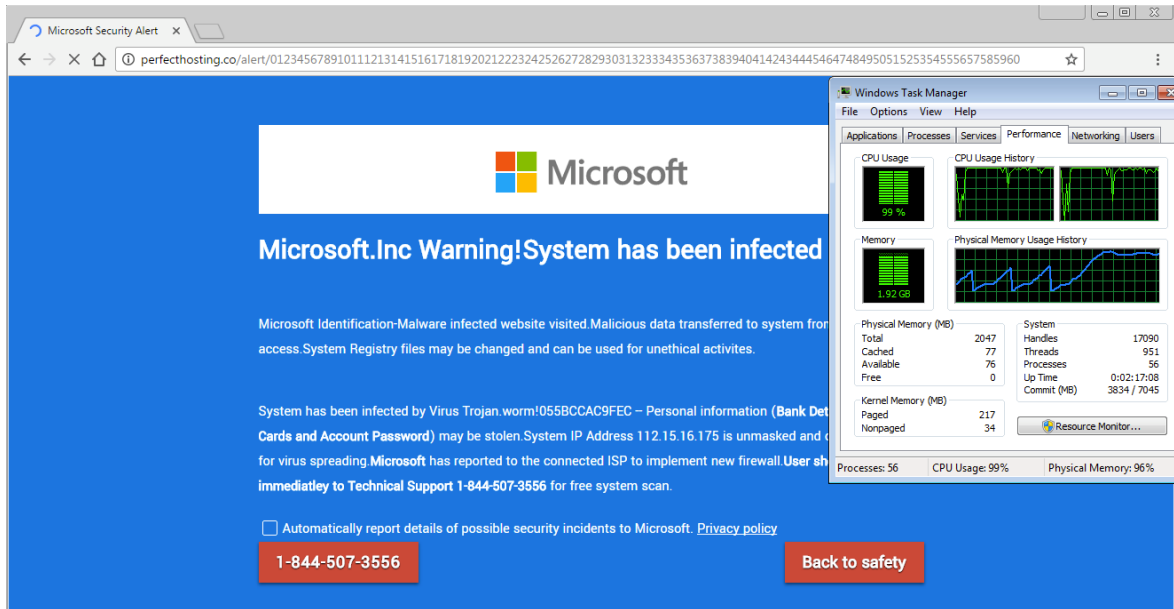 Microsoft Security Alert
perfecthosting.co/alert/0123456789101112131415161718192021222324252627282930313233343536373839404142434445464748495051525354555657585960
Microsoft
Microsoft.Inc Warning!System has been infected
Microsoft Identification-Malware infected website visited.Malicious data transferred to system from
access.System Registry files may be changed and can be used for unethical activites.
System has been infected by Virus Trojan.worm!055BCCAC9FEC – Personal information (Bank Det
Cards and Account Password) may be stolen.System IP Address 112.15.16.175 is unmasked and
for virus spreading.Microsoft has reported to the connected ISP to implement new firewall.User sh
immediatley to Technical Support 1-844-507-3556 for free system scan.
Automatically report details of possible security incidents to Microsoft. Privacy policy
1-844-507-3556
Back to safety
Windows Task Manager
File Options View Help
Applications Processes Services Performance Networking Users
CPU Usage
CPU Usage History
99 %
Memory
Physical Memory Usage History
1.92 GB
Physical Memory (MB)
Total 2047
Cached 77
Available 76
Free 0
Kernel Memory (MB)
Paged 217
Nonpaged 34
System
Handles 17090
Threads 951
Processes 56
Up Time 0:02:17:08
Commit (MB) 3834 / 7045
Resource Monitor...
Processes: 56 CPU Usage: 99% Physical Memory: 96%